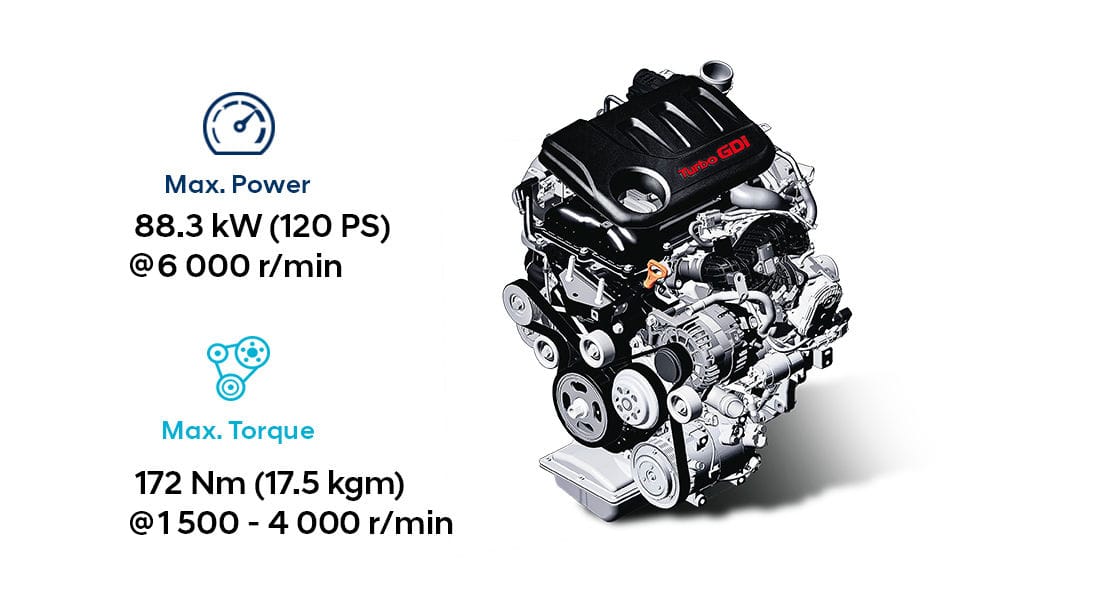 Max. Power
88.3 kW (120 PS)
@6 000 r/min
Max. Torque
172 Nm (17.5 kgm)
@1 500 - 4 000 r/min
Turbo GDI